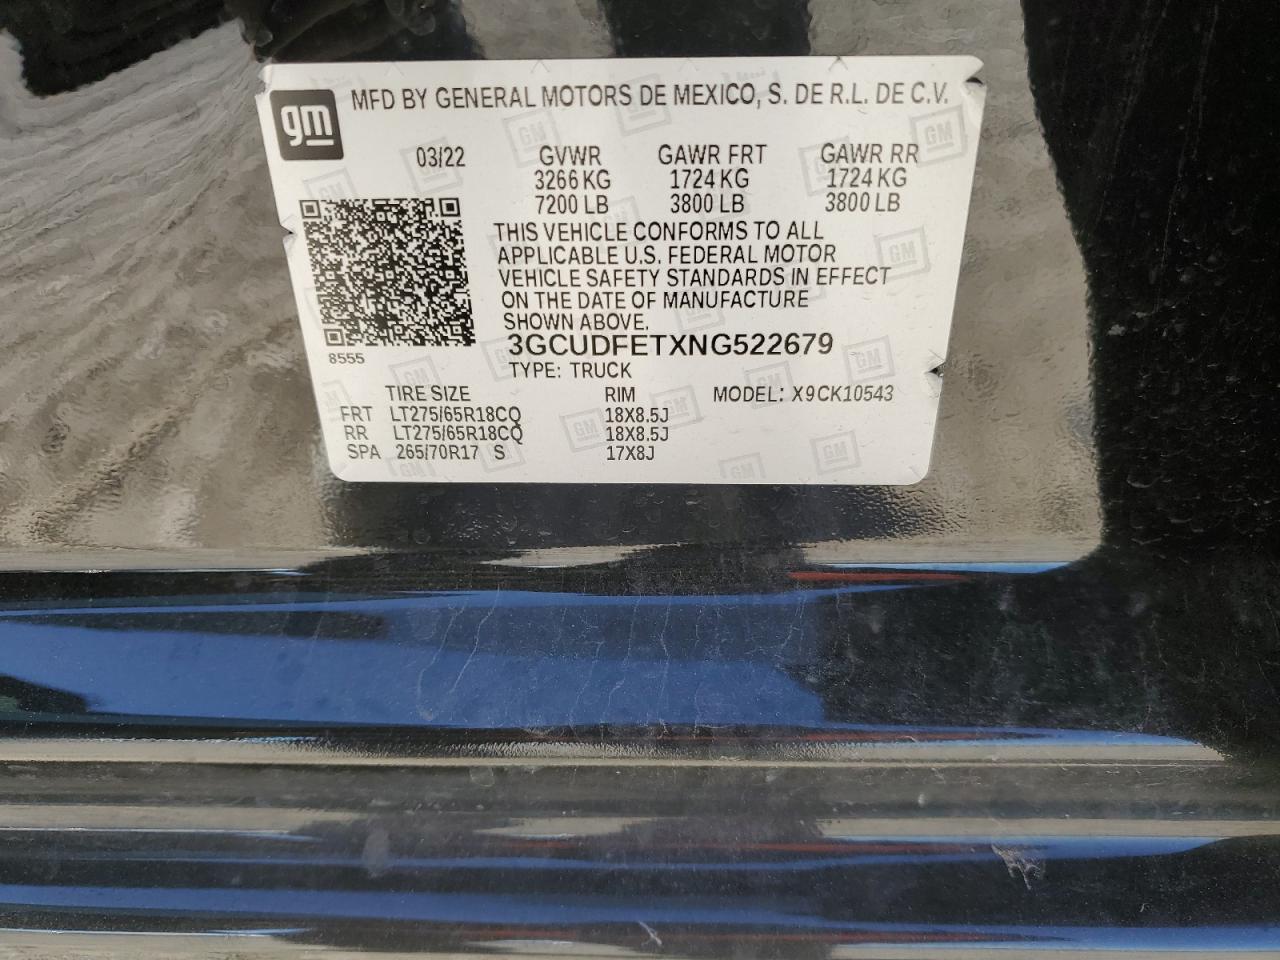 gm
MFD BY GENERAL MOTORS DE MEXICO, S. DE R.L. DE C.V.
03/22 GVWR GAWR FRT GAWR RR
3266 KG 1724 KG 1724 KG
7200 LB 3800 LB 3800 LB
THIS VEHICLE CONFORMS TO ALL
APPLICABLE U.S. FEDERAL MOTOR
VEHICLE SAFETY STANDARDS IN EFFECT
ON THE DATE OF MANUFACTURE
SHOWN ABOVE.
3GCUDFETXNG522679
8555
TYPE: TRUCK
TIRE SIZE RIM MODEL: X9CK10543
FRT LT275/65R18CQ 18X8.5J
RR LT275/65R18CQ 18X8.5J
SPA 265/70R17 S 17X8J